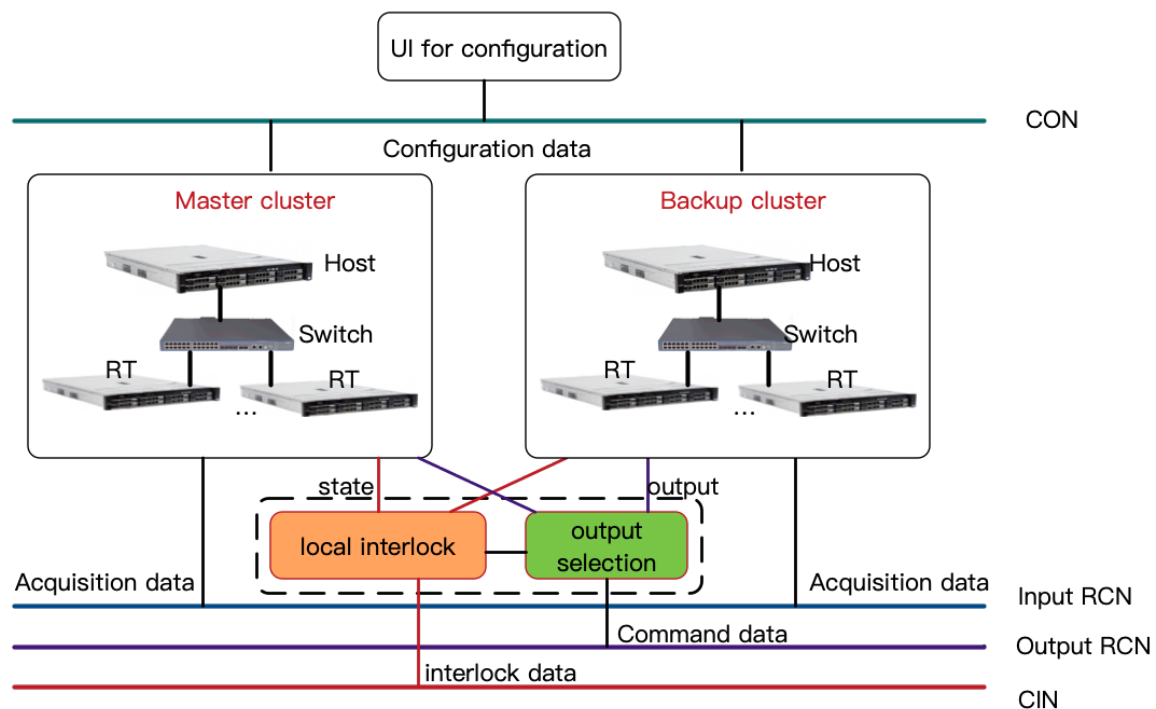 UI for configuration
CON
Configuration data
Master cluster
Backup cluster
Host
Host
Switch
Switch
RT
RT
RT
RT
...
...
state
output
local interlock
output
selection
Acquisition data
Acquisition data
Input RCN
Command data
Output RCN
interlock data
CIN